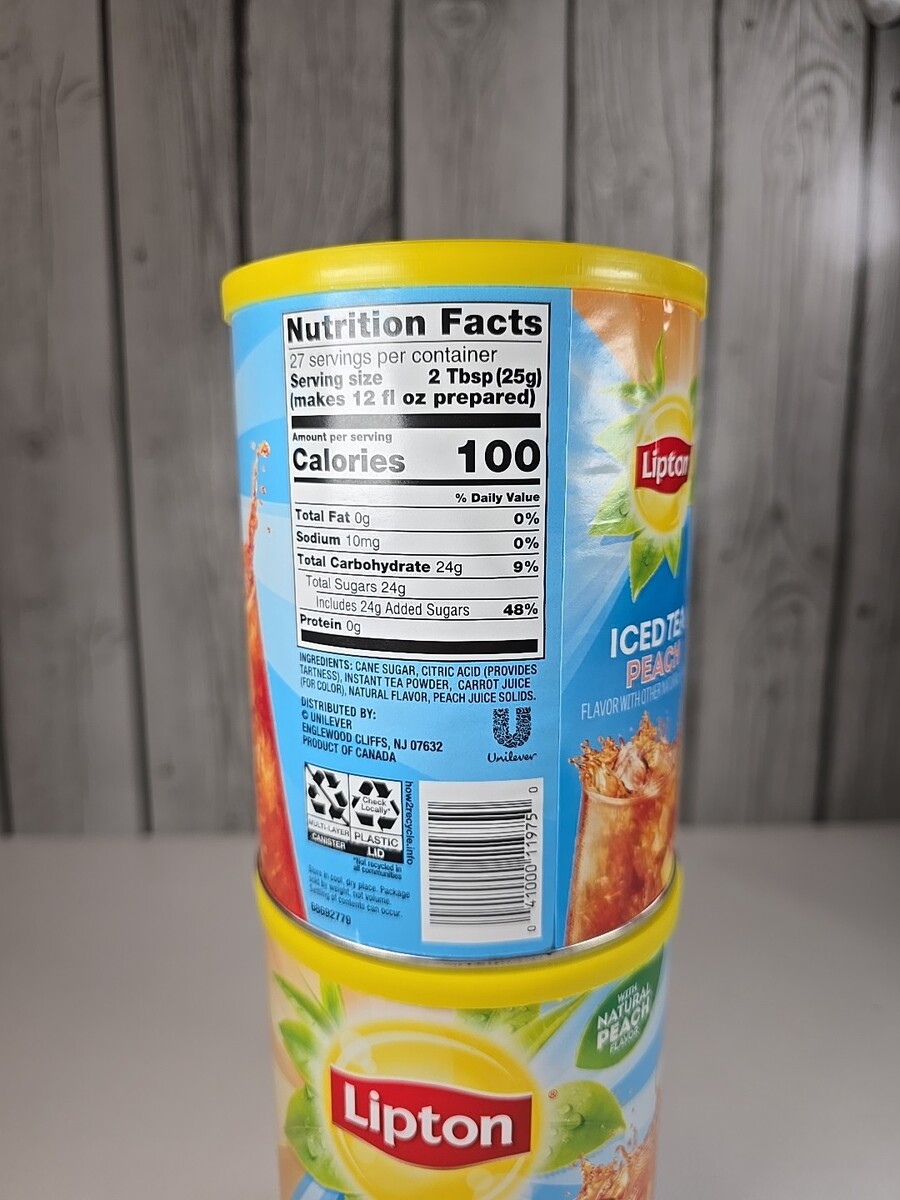 Nutrition Facts
27 servings per container
Serving size 2 Tbsp (25g)
(makes 12 fl oz prepared)
Amount per serving
Calories 100
% Daily Value
Total Fat 0g 0%
Sodium 10mg 0%
Total Carbohydrate 24g 9%
Total Sugars 24g
Includes 24g Added Sugars 48%
Protein 0g
INGREDIENTS: CANE SUGAR, CITRIC ACID (PROVIDES
TARTNESS), INSTANT TEA POWDER, CARROT JUICE
(FOR COLOR), NATURAL FLAVOR, PEACH JUICE SOLIDS.
DISTRIBUTED BY:
© UNILEVER
ENGLEWOOD CLIFFS, NJ 07632
PRODUCT OF CANADA
Unilever
MULTI-LAYER
CANISTER
Check
Locally*
PLASTIC
LID
*Not recycled in
all communities
how2recycle.info
Store in cool, dry place. Package
sold by weight, not volume.
Settling of contents can occur.
68692779
0 41000 11975 0
Lipton
ICED TEA
PEACH
FLAVOR WITH OTHER
WITH
NATURAL
PEACH
FLAVOR
Lipton
®